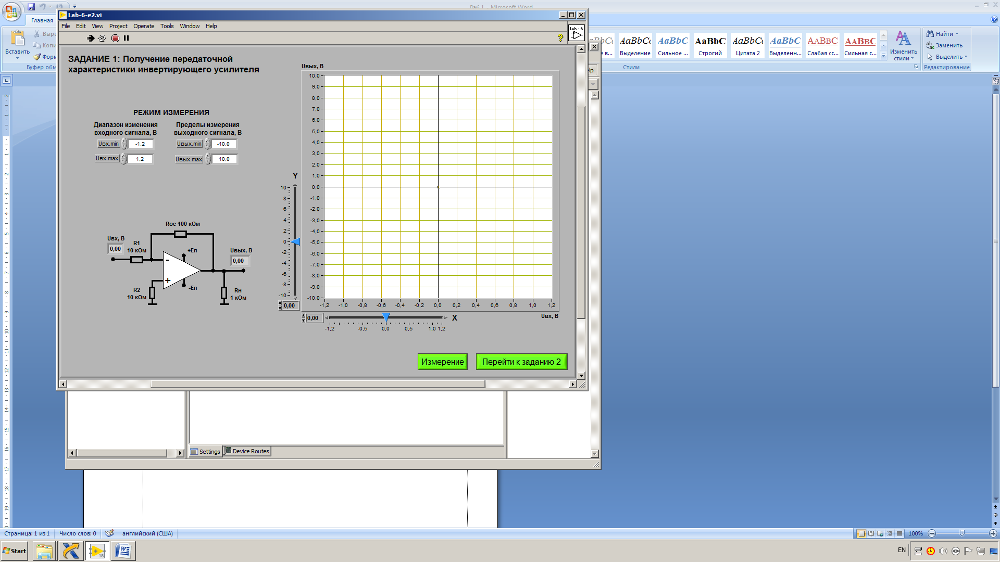 Лаб 1 - Microsoft Word
Lab-6-e2.vi
File Edit View Project Operate Tools Window Help
Lab - 6
Главная
Вставить
Буфер обм
ЗАДАНИЕ 1: Получение передаточной
характеристики инвертирующего усилителя
РЕЖИМ ИЗМЕРЕНИЯ
Диапазон изменения
входного сигнала, В
Uвх.min -1,2
Uвх.max 1,2
Пределы измерения
выходного сигнала, В
Uвых.min -10,0
Uвых.max 10,0
Rос 100 кОм
Uвх, В
0,00
R1
10 кОм
+Еп
-
+
-Еп
Uвых, В
0,00
R2
10 кОм
Rн
1 кОм
Y
10
8
6
4
2
0
-2
-4
-6
-8
-10
0,00
Uвых, В
10,0
9,0
8,0
7,0
6,0
5,0
4,0
3,0
2,0
1,0
0,0
-1,0
-2,0
-3,0
-4,0
-5,0
-6,0
-7,0
-8,0
-9,0
-10,0
-1,2 -1,0 -0,8 -0,6 -0,4 -0,2 0,0 0,2 0,4 0,6 0,8 1,0 1,2
Uвх, В
0,00 X
-1,2 -0,5 0,0 0,5 1,0 1,2
Измерение Перейти к заданию 2
Settings Device Routes
AaBbCc AaBbC AaBbC AaBbCc AaBbC AaBbC AaBbC
Выделение Сильное ... Строгий Цитата 2 Выделенн... Слабая сс... Сильная с...
Изменить
стили
Стили
Найти
Заменить
Выделить
Редактирование
Страница: 1 из 1 Число слов: 0 английский (США) 100%
Start 18 EN